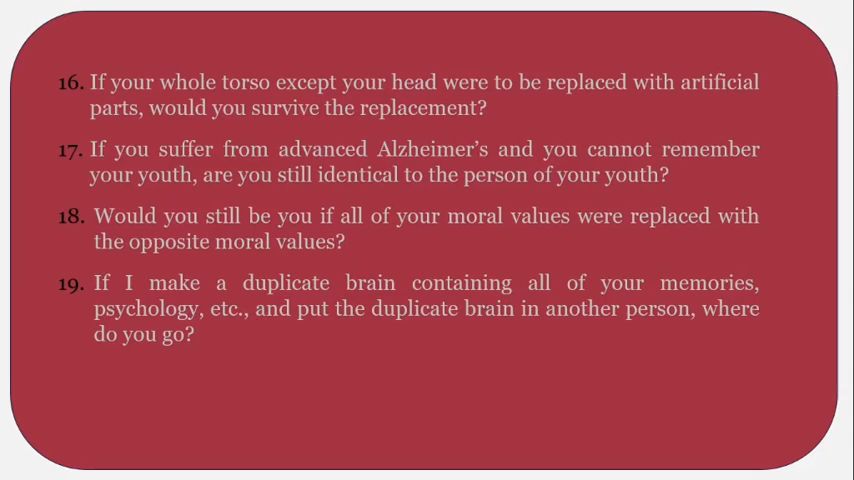 16. If your whole torso except your head were to be replaced with artificial
parts, would you survive the replacement?
17. If you suffer from advanced Alzheimer’s and you cannot remember
your youth, are you still identical to the person of your youth?
18. Would you still be you if all of your moral values were replaced with
the opposite moral values?
19. If I make a duplicate brain containing all of your memories,
psychology, etc., and put the duplicate brain in another person, where
do you go?